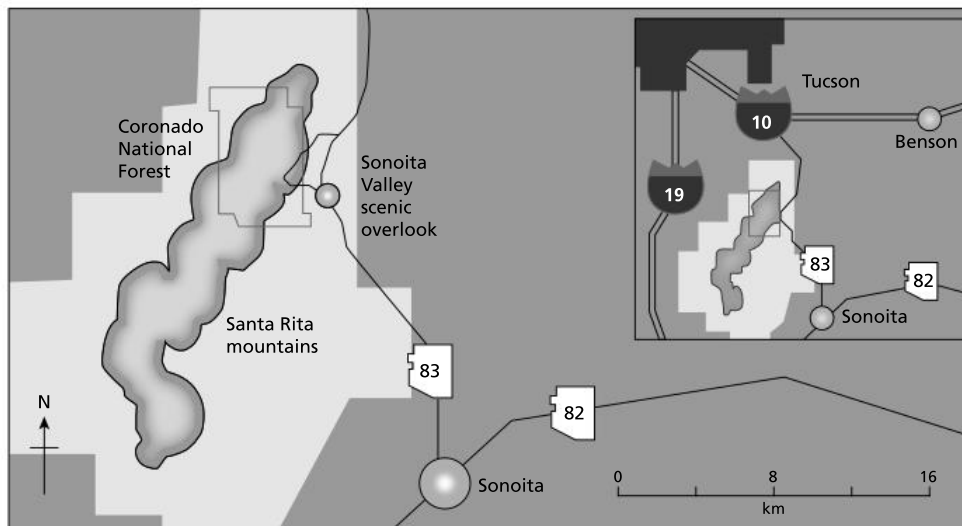 Coronado
National
Forest
Sonoita
Valley
scenic
overlook
Santa Rita
mountains
83
82
Sonoita
N
0
8
16
km
Tucson
10
Benson
19
83
82
Sonoita